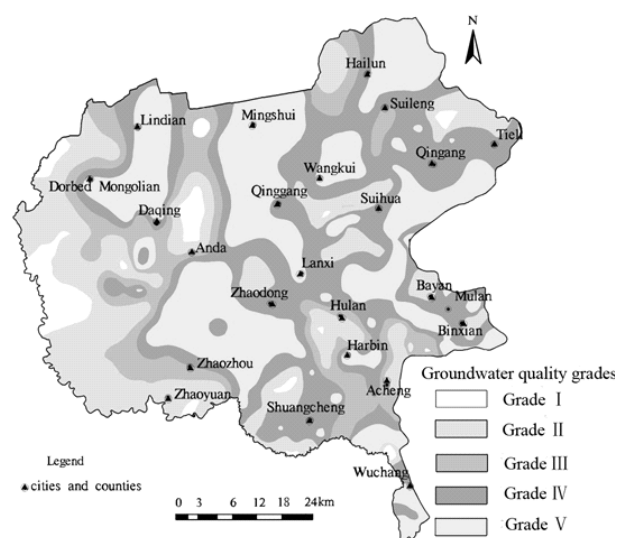 N
Hailun
Suileng
Lindian
Mingshui
Tieli
Qingang
Wangkui
Dorbed Mongolian
Qinggang
Suihua
Daqing
Anda
Lanxi
Bayan
Zhaodong
Mulan
Hulan
Binxian
Harbin
Zhaozhou
Acheng
Zhaoyuan
Shuangcheng
Wuchang
Groundwater quality grades
Grade Ⅰ
Grade Ⅱ
Grade Ⅲ
Grade Ⅳ
Grade Ⅴ
Legend
cities and counties
0 3 6 12 18 24km